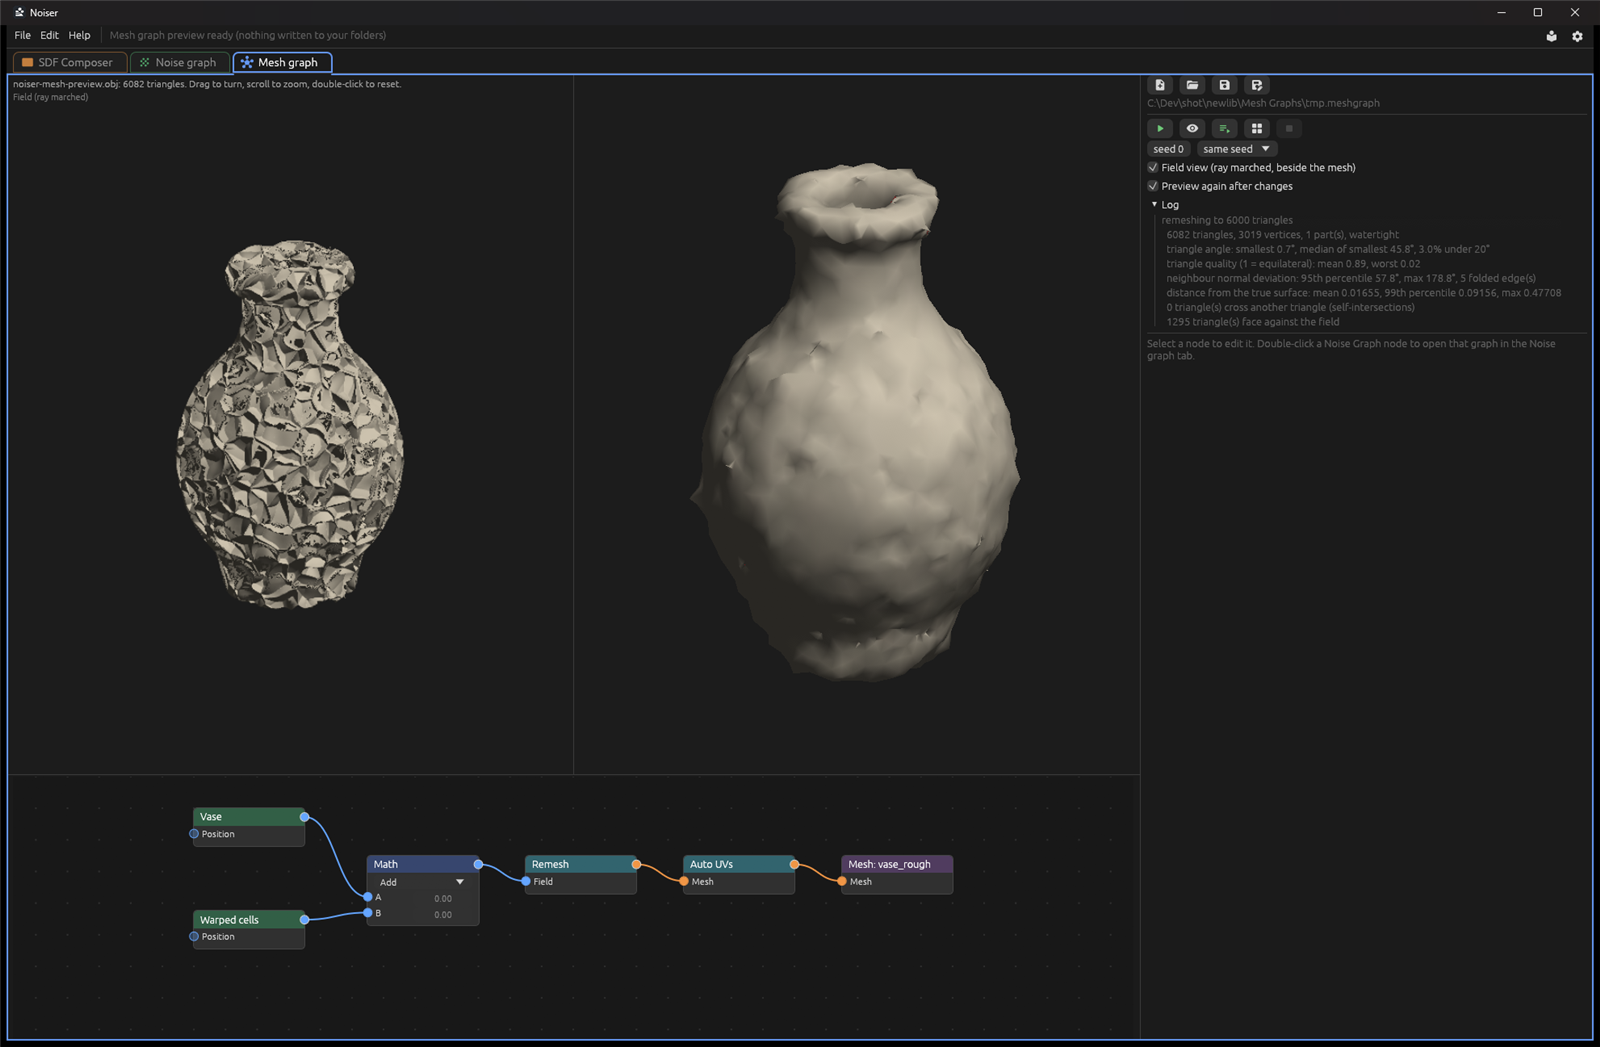 Noiser
File Edit Help Mesh graph preview ready (nothing written to your folders)
SDF Composer Noise graph Mesh graph
noiser-mesh-preview.obj: 6082 triangles. Drag to turn, scroll to zoom, double-click to reset.
Field (ray marched)
C:\Dev\shot\newlib\Mesh Graphs\tmp.meshgraph
seed 0 same seed
Field view (ray marched, beside the mesh)
Preview again after changes
Log
remeshing to 6000 triangles
6082 triangles, 3019 vertices, 1 part(s), watertight
triangle angle: smallest 0.7°, median of smallest 45.8°, 3.0% under 20°
triangle quality (1 = equilateral): mean 0.89, worst 0.02
neighbour normal deviation: 95th percentile 57.8°, max 178.8°, 5 folded edge(s)
distance from the true surface: mean 0.01655, 99th percentile 0.09156, max 0.47708
0 triangle(s) cross another triangle (self-intersections)
1295 triangle(s) face against the field
Select a node to edit it. Double-click a Noise Graph node to open that graph in the Noise
graph tab.
Vase
Position
Warped cells
Position
Math
Add
A 0.00
B 0.00
Remesh
Field
Auto UVs
Mesh
Mesh: vase_rough
Mesh